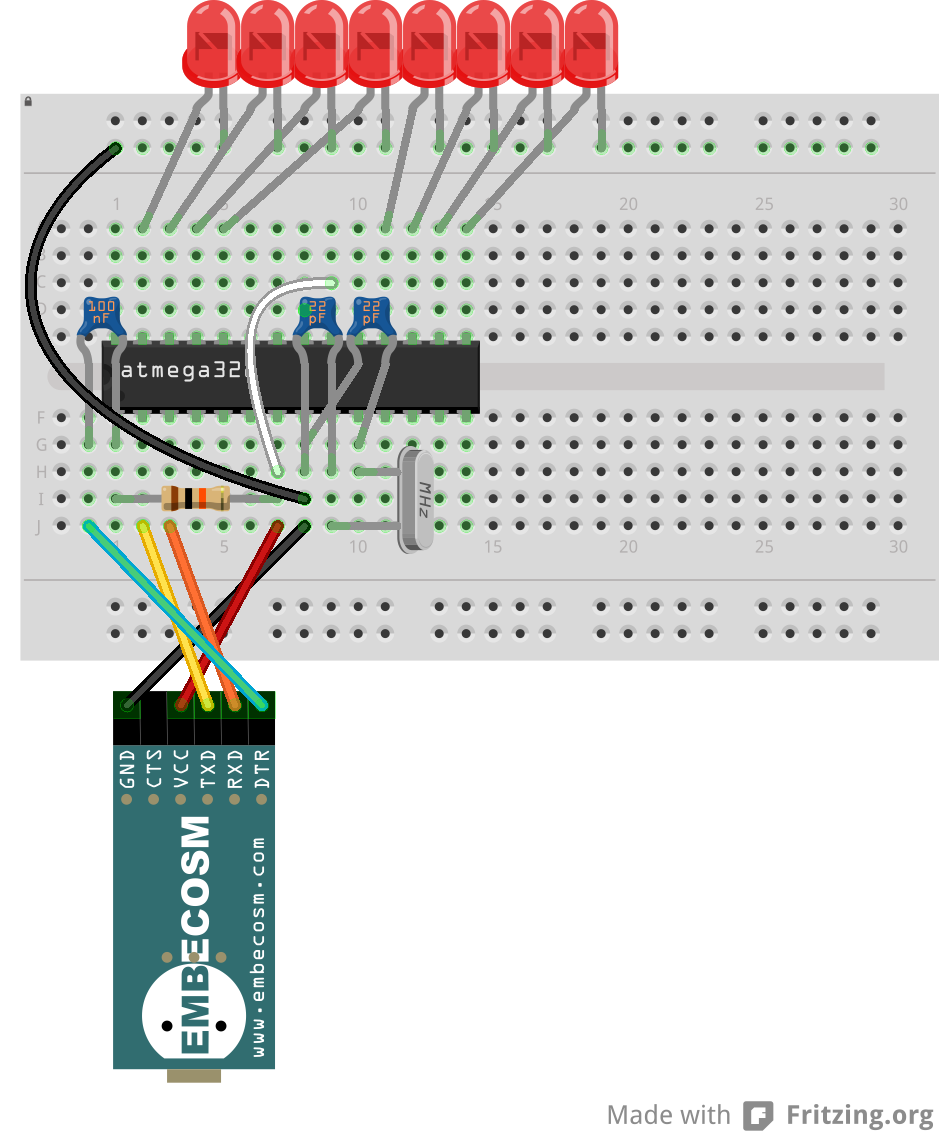 1 5 10 15 20 25 30
C
D
100 nF
22 pF
22 pF
atmega32
F
G
H
I
J
MHz
1 5 10 15 20 25 30
GND
CTS
VCC
TXD
RXD
DTR
EMBECOSM
www.embecosm.com
Made with Fritzing.org